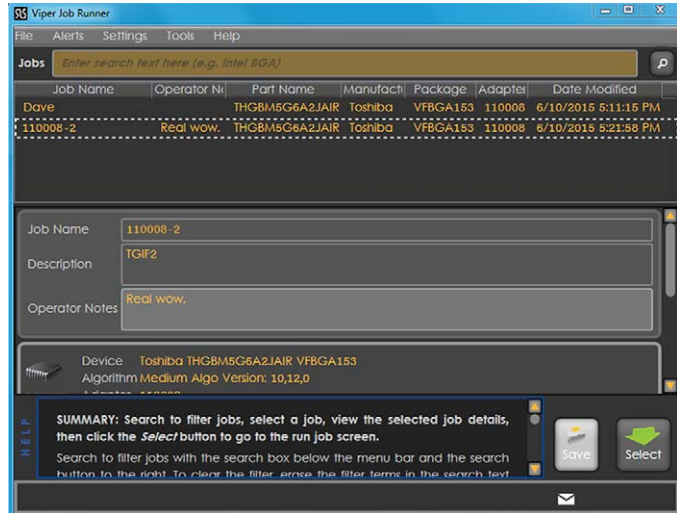 Viper Job Runner
File Alerts Settings Tools Help
Jobs Enter search text here (e.g. Intel BGA)
Job Name Operator N Part Name Manufact Package Adapter Date Modified
Dave THGBM5G6A2JAIR Toshiba VFBGA153 110008 6/10/2015 5:11:15 PM
110008-2 Real wow. THGBM5G6A2JAIR Toshiba VFBGA153 110008 6/10/2015 5:21:58 PM
Job Name 110008-2
Description TGIF2
Operator Notes Real wow.
Device Toshiba THGBM5G6A2JAIR VFBGA153
Algorithm Medium Algo Version: 10,12,0
HELP
SUMMARY: Search to filter jobs, select a job, view the selected job details,
then click the Select button to go to the run job screen.
Search to filter jobs with the search box below the menu bar and the search
button to the right. To clear the filter, erase the filter terms in the search text
Save
Select